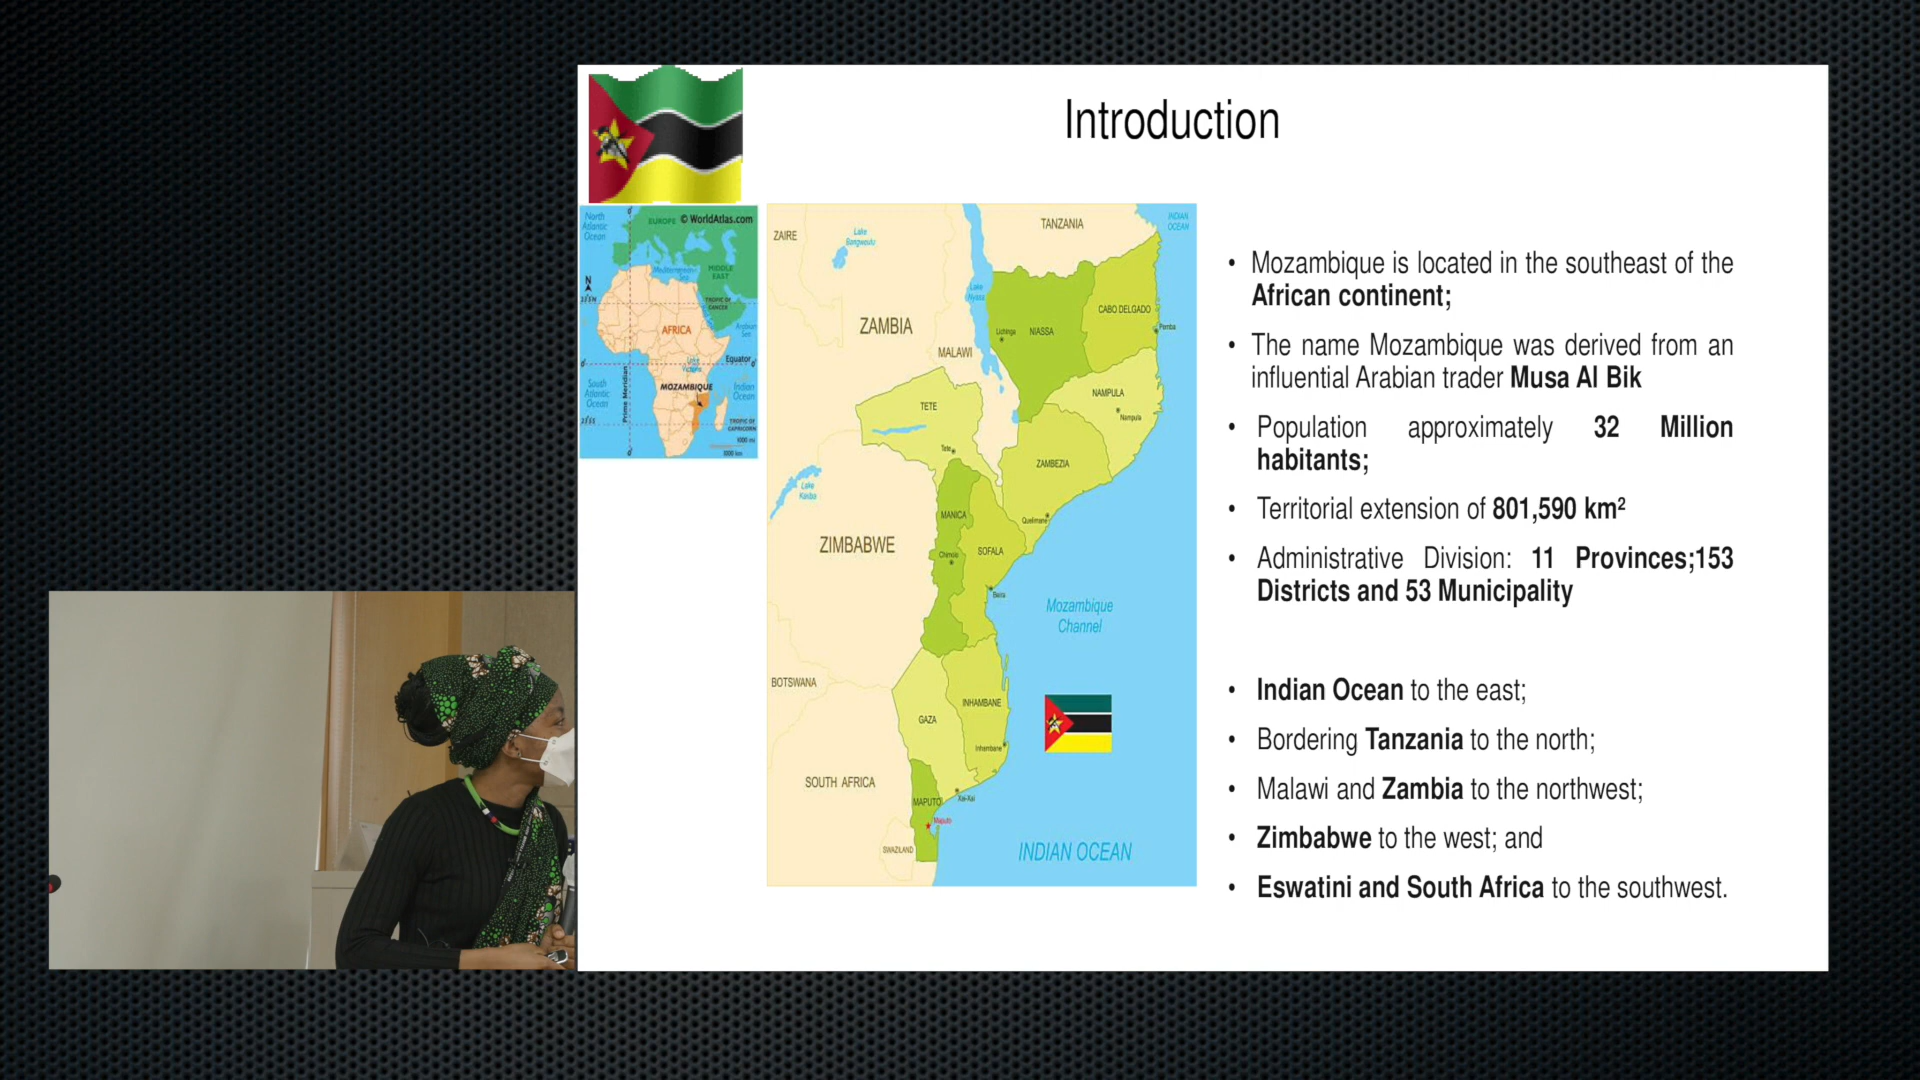 Introduction
North
Atlantic
Ocean
0°
EUROPE
© WorldAtlas.com
Mediterranean
Sea
MIDDLE
EAST
N
TROPIC OF
CANCER
Arabian
Sea
AFRICA
Equator
0°
MOZAMBIQUE
South
Atlantic
Ocean
Prime Meridian
Indian
Ocean
TROPIC OF
CAPRICORN
1000 mi
1000 km
0°
ZAIRE
Lake
Bangweulu
TANZANIA
INDIAN
OCEAN
Lake
Nyasa
ZAMBIA
MALAWI
Lichinga
NIASSA
CABO DELGADO
Pemba
TETE
NAMPULA
Nampula
Tete
ZAMBEZIA
Lake
Kariba
MANICA
Quelimane
ZIMBABWE
Chimoio
SOFALA
Beira
Mozambique
Channel
BOTSWANA
GAZA
INHAMBANE
Inhambane
SOUTH AFRICA
MAPUTO
Xai-Xai
Maputo
SWAZILAND
INDIAN OCEAN
• Mozambique is located in the southeast of the
African continent;
• The name Mozambique was derived from an
influential Arabian trader Musa Al Bik
• Population approximately 32 Million
habitants;
• Territorial extension of 801,590 km²
• Administrative Division: 11 Provinces;153
Districts and 53 Municipality
• Indian Ocean to the east;
• Bordering Tanzania to the north;
• Malawi and Zambia to the northwest;
• Zimbabwe to the west; and
• Eswatini and South Africa to the southwest.